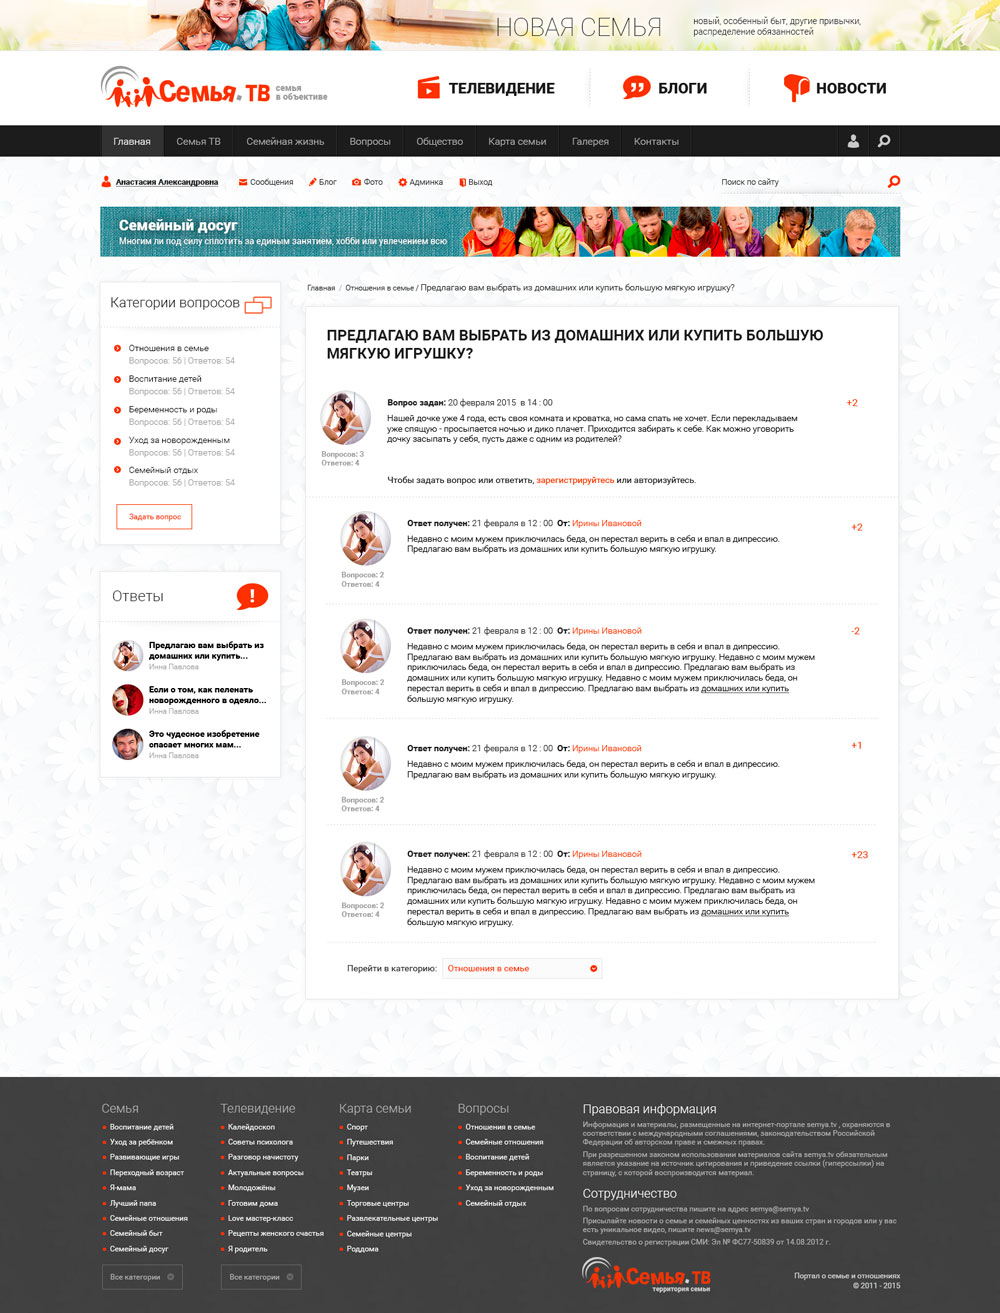 НОВАЯ СЕМЬЯ
новый, особенный быт, другие привычки,
распределение обязанностей
Семья.ТВ
семья
в объективе
ТЕЛЕВИДЕНИЕ
БЛОГИ
НОВОСТИ
Главная
Семья ТВ
Семейная жизнь
Вопросы
Общество
Карта семьи
Галерея
Контакты
Анастасия Александровна
Сообщения
Блог
Фото
Админка
Выход
Поиск по сайту
Семейный досуг
Многим ли под силу сплотить за единым занятием, хобби или увлечением всю
Категории вопросов
Отношения в семье
Вопросов: 56 | Ответов: 54
Воспитание детей
Вопросов: 56 | Ответов: 54
Беременность и роды
Вопросов: 56 | Ответов: 54
Уход за новорожденным
Вопросов: 56 | Ответов: 54
Семейный отдых
Вопросов: 56 | Ответов: 54
Задать вопрос
Ответы
Предлагаю вам выбрать из
домашних или купить...
Инна Павлова
Если о том, как пеленать
новорожденного в одеяло...
Инна Павлова
Это чудесное изобретение
спасает многих мам...
Инна Павлова
Главная / Отношения в семье / Предлагаю вам выбрать из домашних или купить большую мягкую игрушку?
ПРЕДЛАГАЮ ВАМ ВЫБРАТЬ ИЗ ДОМАШНИХ ИЛИ КУПИТЬ БОЛЬШУЮ
МЯГКУЮ ИГРУШКУ?
Вопросов: 3
Ответов: 4
Вопрос задан: 20 февраля 2015 в 14 : 00
+2
Нашей дочке уже 4 года, есть своя комната и кроватка, но сама спать не хочет. Если перекладываем
уже спящую - просыпается ночью и дико плачет. Приходится забирать к себе. Как можно уговорить
дочку засыпать у себя, пусть даже с одним из родителей?
Чтобы задать вопрос или ответить, зарегистрируйтесь или авторизуйтесь.
Вопросов: 2
Ответов: 4
Ответ получен: 21 февраля в 12 : 00 От: Ирины Ивановой
+2
Недавно с моим мужем приключилась беда, он перестал верить в себя и впал в дипрессию.
Предлагаю вам выбрать из домашних или купить большую мягкую игрушку.
Вопросов: 2
Ответов: 4
Ответ получен: 21 февраля в 12 : 00 От: Ирины Ивановой
-2
Недавно с моим мужем приключилась беда, он перестал верить в себя и впал в дипрессию.
Предлагаю вам выбрать из домашних или купить большую мягкую игрушку. Недавно с моим мужем
приключилась беда, он перестал верить в себя и впал в дипрессию. Предлагаю вам выбрать из
домашних или купить большую мягкую игрушку. Недавно с моим мужем приключилась беда, он
перестал верить в себя и впал в дипрессию. Предлагаю вам выбрать из домашних или купить
большую мягкую игрушку.
Вопросов: 2
Ответов: 4
Ответ получен: 21 февраля в 12 : 00 От: Ирины Ивановой
+1
Недавно с моим мужем приключилась беда, он перестал верить в себя и впал в дипрессию.
Предлагаю вам выбрать из домашних или купить большую мягкую игрушку.
Вопросов: 2
Ответов: 4
Ответ получен: 21 февраля в 12 : 00 От: Ирины Ивановой
+23
Недавно с моим мужем приключилась беда, он перестал верить в себя и впал в дипрессию.
Предлагаю вам выбрать из домашних или купить большую мягкую игрушку. Недавно с моим мужем
приключилась беда, он перестал верить в себя и впал в дипрессию. Предлагаю вам выбрать из
домашних или купить большую мягкую игрушку. Недавно с моим мужем приключилась беда, он
перестал верить в себя и впал в дипрессию. Предлагаю вам выбрать из домашних или купить
большую мягкую игрушку.
Перейти в категорию:
Отношения в семье
Семья
Воспитание детей
Уход за ребёнком
Развивающие игры
Переходный возраст
Я-мама
Лучший папа
Семейные отношения
Семейный быт
Семейный досуг
Все категории
Телевидение
Калейдоскоп
Советы психолога
Разговор начистоту
Актуальные вопросы
Молодожёны
Готовим дома
Love мастер-класс
Рецепты женского счастья
Я родитель
Все категории
Карта семьи
Спорт
Путешествия
Парки
Театры
Музеи
Торговые центры
Развлекательные центры
Семейные центры
Роддома
Вопросы
Отношения в семье
Семейные отношения
Воспитание детей
Беременность и роды
Уход за новорожденным
Семейный отдых
Правовая информация
Информация и материалы, размещенные на интернет-портале semya.tv , охраняются в
соответствии с международными соглашениями, законодательством Российской
Федерации об авторском праве и смежных правах.
При разрешенном законом использовании материалов сайта semya.tv обязательным
является указание на источник цитирования и приведение ссылки (гиперссылки) на
страницу, с которой воспроизводится материал.
Сотрудничество
По вопросам сотрудничества пишите на адрес semya@semya.tv
Присылайте новости о семье и семейных ценностях из ваших стран и городов или у вас
есть уникальное видео, пишите news@semya.tv
Свидетельство о регистрации СМИ: Эл № ФС77-50839 от 14.08.2012 г.
Семья.ТВ
территория семьи
Портал о семье и отношениях
© 2011 - 2015